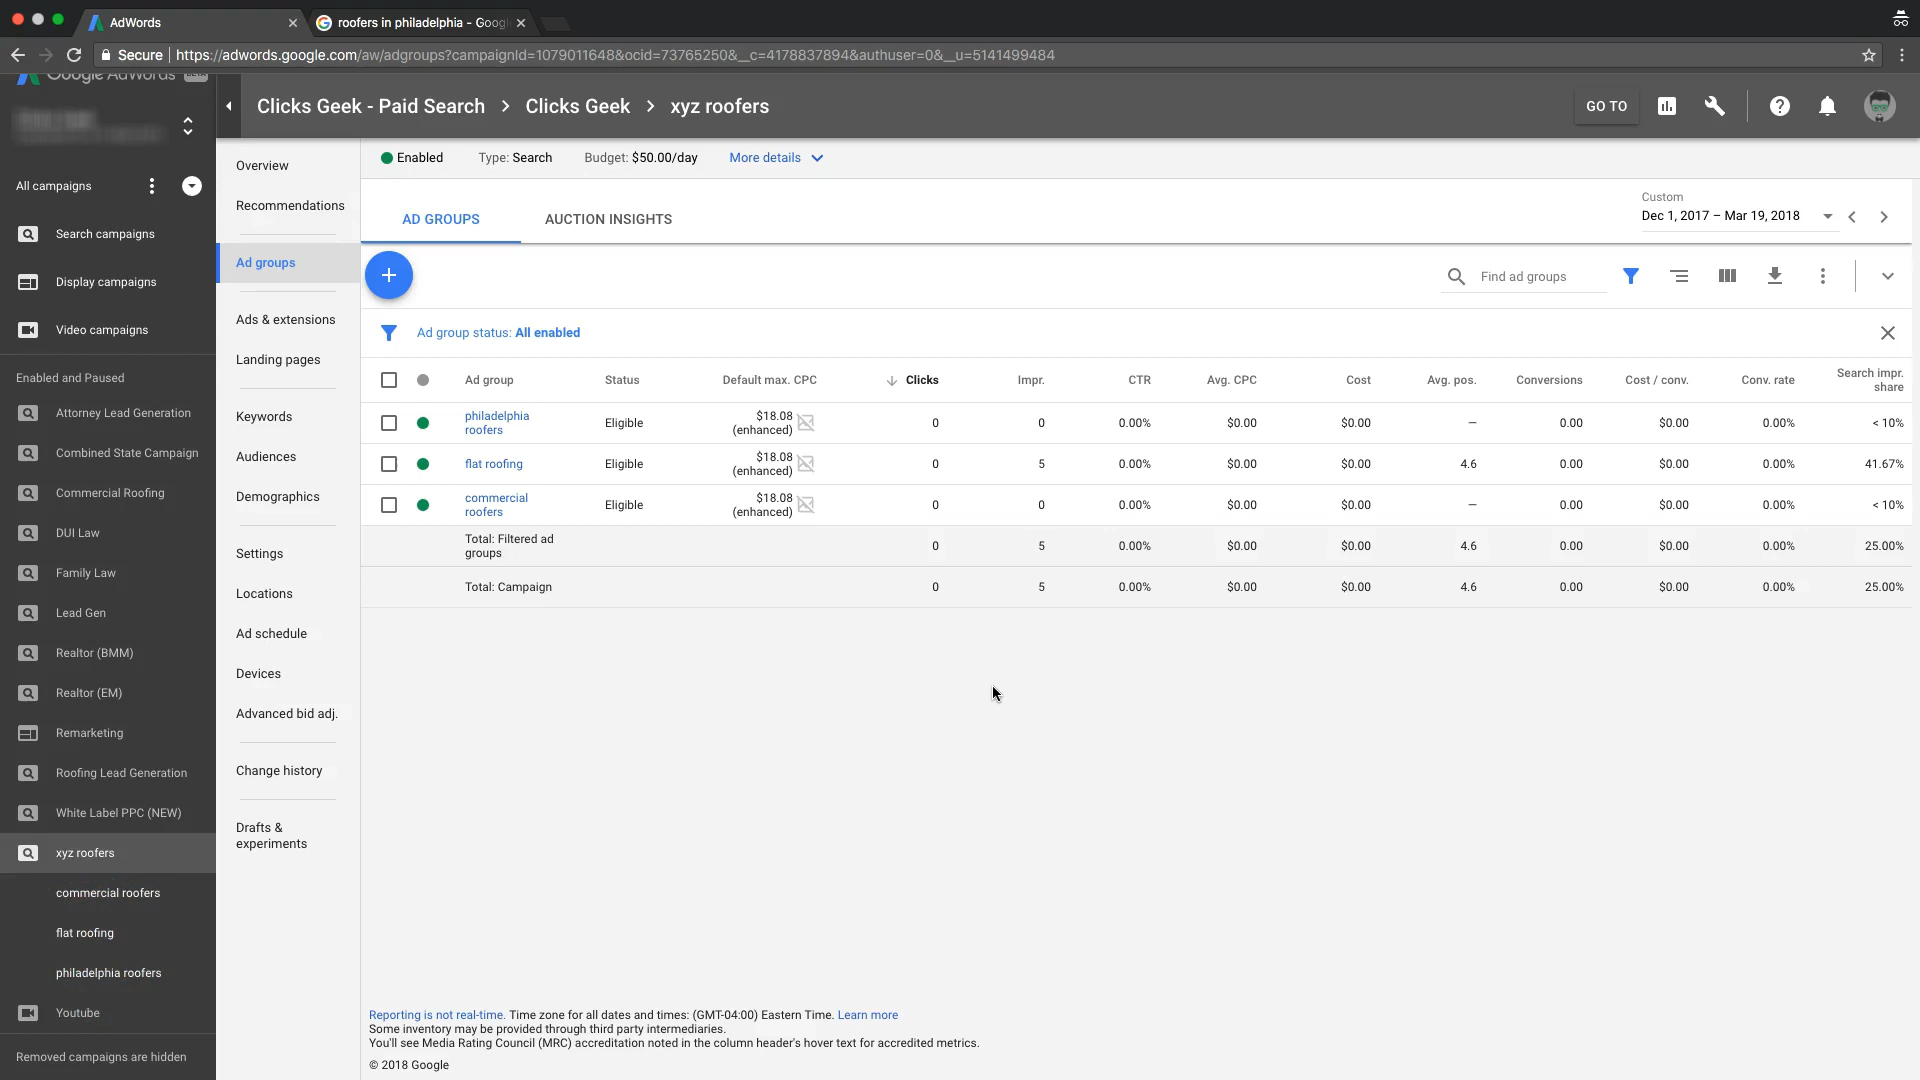 AdWords
roofers in philadelphia - Goog
Secure
https://adwords.google.com/aw/adgroups?campaignId=1079011648&ocid=73765250&__c=4178837894&authuser=0&__u=5141499484
Google AdWords BETA
Clicks Geek - Paid Search > Clicks Geek > xyz roofers
GO TO
All campaigns
Search campaigns
Display campaigns
Video campaigns
Enabled and Paused
Attorney Lead Generation
Combined State Campaign
Commercial Roofing
DUI Law
Family Law
Lead Gen
Realtor (BMM)
Realtor (EM)
Remarketing
Roofing Lead Generation
White Label PPC (NEW)
xyz roofers
commercial roofers
flat roofing
philadelphia roofers
Youtube
Removed campaigns are hidden
Overview
Recommendations
Ad groups
Ads & extensions
Landing pages
Keywords
Audiences
Demographics
Settings
Locations
Ad schedule
Devices
Advanced bid adj.
Change history
Drafts &
experiments
Enabled Type: Search Budget: $50.00/day More details
AD GROUPS AUCTION INSIGHTS
Custom
Dec 1, 2017 – Mar 19, 2018
Find ad groups
Ad group status: All enabled
Ad group Status Default max. CPC Clicks Impr. CTR Avg. CPC Cost Avg. pos. Conversions Cost / conv. Conv. rate Search impr.
share
philadelphia
roofers Eligible $18.08
(enhanced) 0 0 0.00% $0.00 $0.00 — 0.00 $0.00 0.00% < 10%
flat roofing Eligible $18.08
(enhanced) 0 5 0.00% $0.00 $0.00 4.6 0.00 $0.00 0.00% 41.67%
commercial
roofers Eligible $18.08
(enhanced) 0 0 0.00% $0.00 $0.00 — 0.00 $0.00 0.00% < 10%
Total: Filtered ad
groups 0 5 0.00% $0.00 $0.00 4.6 0.00 $0.00 0.00% 25.00%
Total: Campaign 0 5 0.00% $0.00 $0.00 4.6 0.00 $0.00 0.00% 25.00%
Reporting is not real-time. Time zone for all dates and times: (GMT-04:00) Eastern Time. Learn more
Some inventory may be provided through third party intermediaries.
You'll see Media Rating Council (MRC) accreditation noted in the column header's hover text for accredited metrics.
© 2018 Google